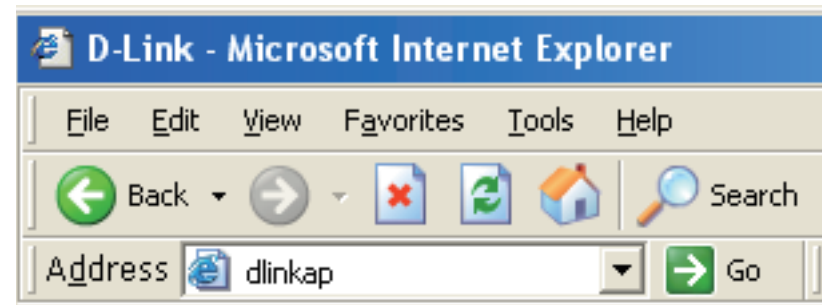 D-Link - Microsoft Internet Explorer
File Edit View Favorites Tools Help
Back Search
Address dlinkap Go